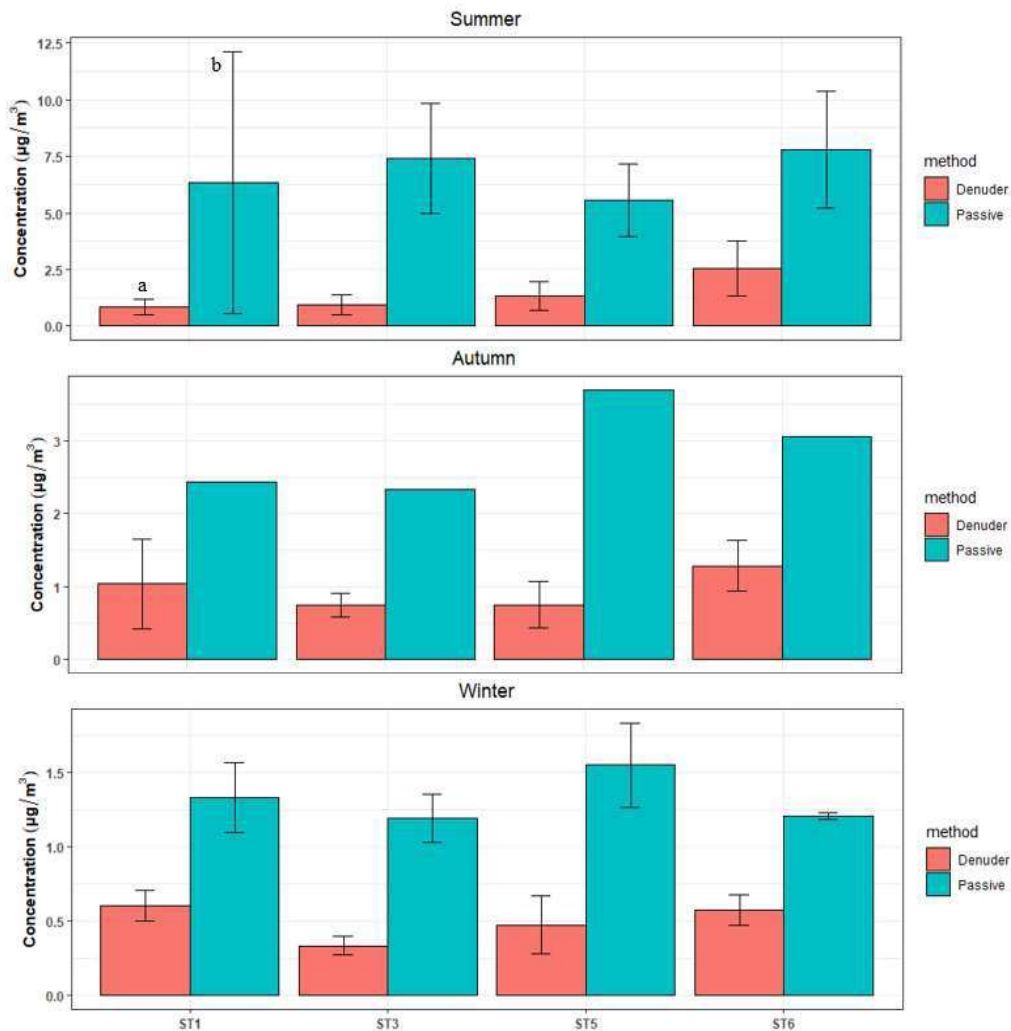 Summer
Concentration (µg/m³)
12.5
10.0
7.5
5.0
2.5
0.0
a
b
method
Denuder
Passive
Autumn
Concentration (µg/m³)
3
2
1
0
method
Denuder
Passive
Winter
Concentration (µg/m³)
1.5
1.0
0.5
0.0
method
Denuder
Passive
ST1 ST3 ST5 ST6